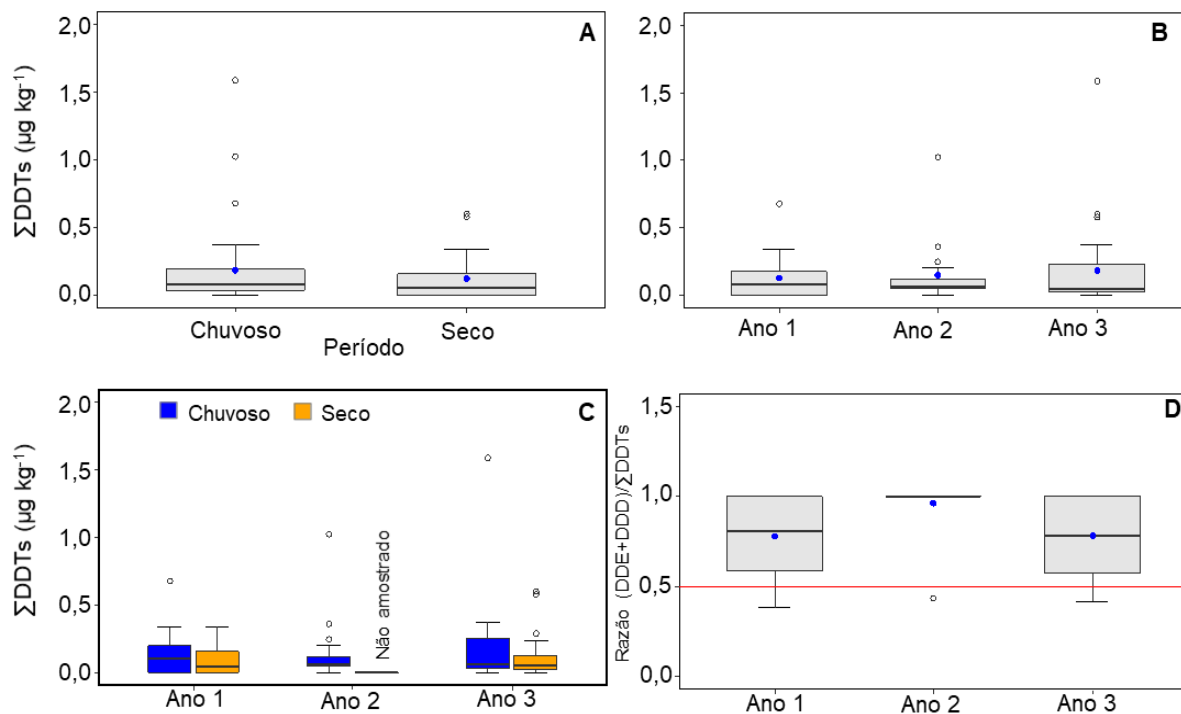 A
∑DDTs (µg kg⁻¹)
2,0
1,5
1,0
0,5
0,0
Chuvoso
Seco
Período
B
2,0
1,5
1,0
0,5
0,0
Ano 1
Ano 2
Ano 3
C
∑DDTs (µg kg⁻¹)
Chuvoso
Seco
2,0
1,5
1,0
0,5
0,0
Não amostrado
Ano 1
Ano 2
Ano 3
D
Razão (DDE+DDD)/∑DDTs
1,5
1,0
0,5
0,0
Ano 1
Ano 2
Ano 3